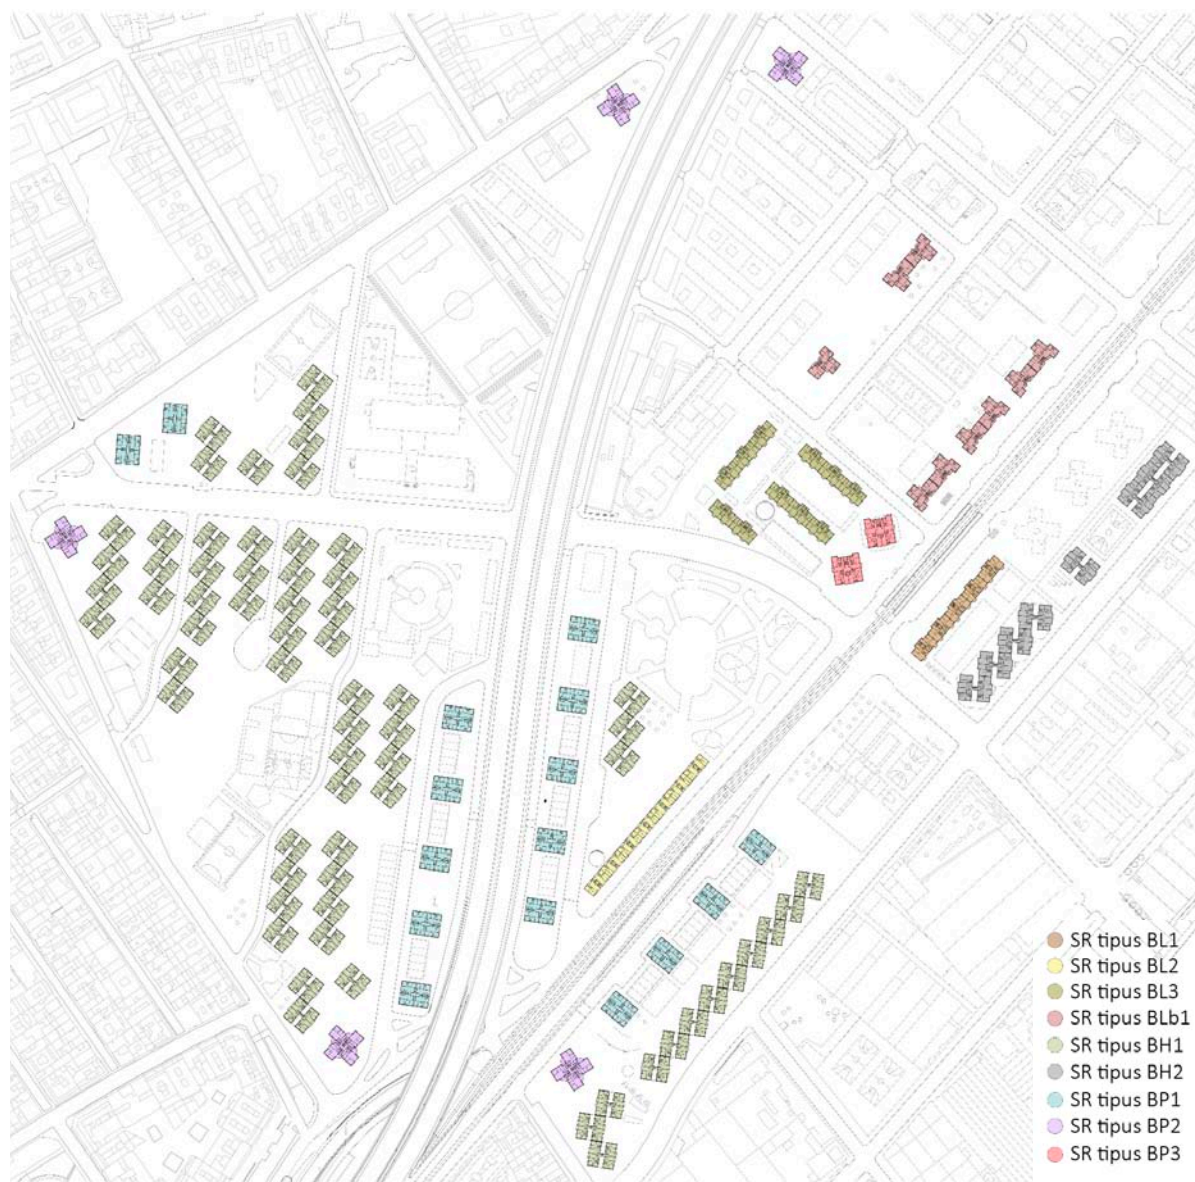 SR tipus BL1
SR tipus BL2
SR tipus BL3
SR tipus BLb1
SR tipus BH1
SR tipus BH2
SR tipus BP1
SR tipus BP2
SR tipus BP3